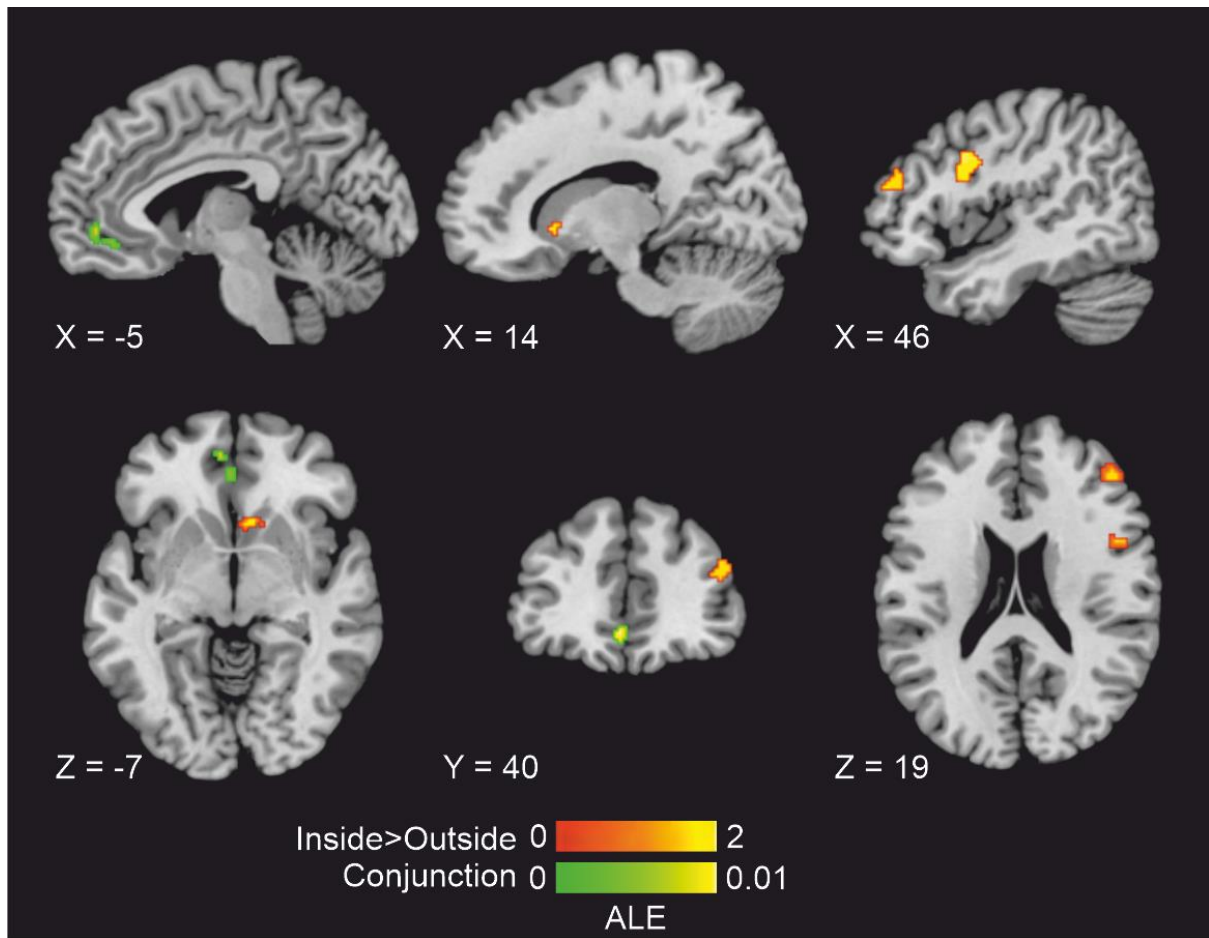 X = -5
X = 14
X = 46
Z = -7
Y = 40
Z = 19
Inside>Outside 0 2
Conjunction 0 0.01
ALE